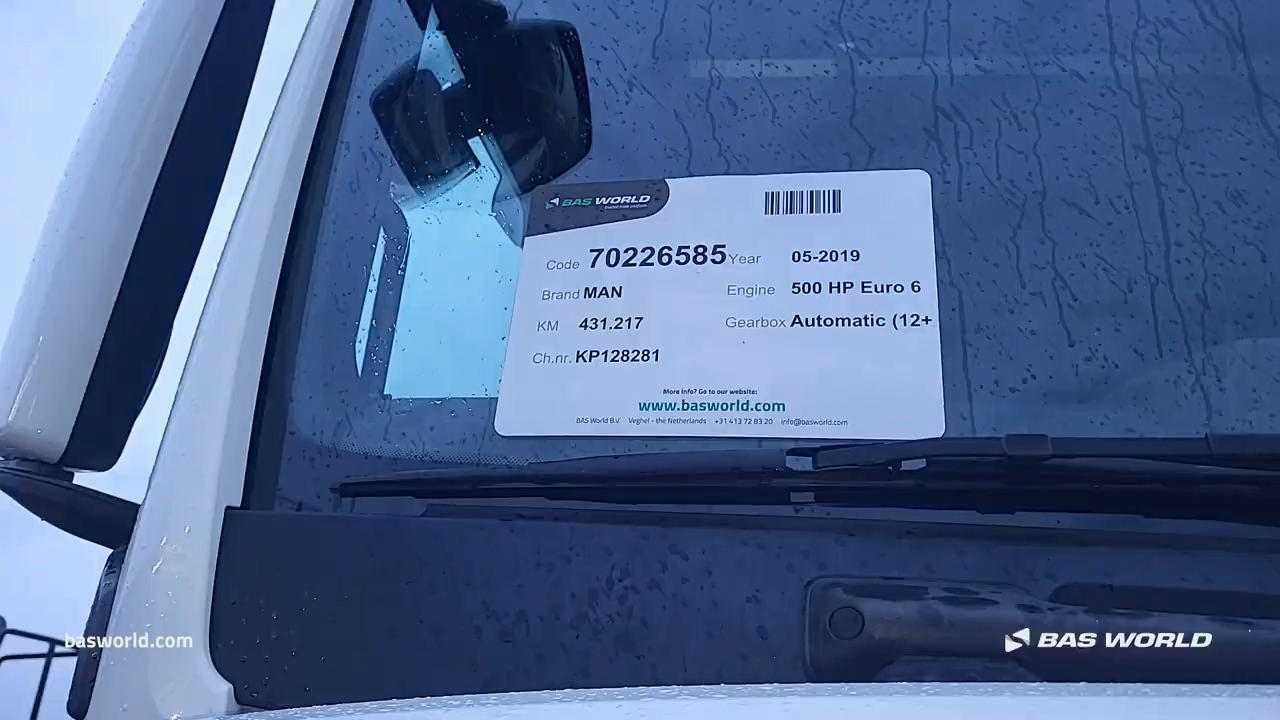 BAS WORLD
Code 70226585 Year 05-2019
Brand MAN Engine 500 HP Euro 6
KM 431.217 Gearbox Automatic (12+
Ch.nr. KP128281
More info? Go to our website:
www.basworld.com
BAS World B.V. Veghel - the Netherlands +31 413 72 83 20 info@basworld.com
basworld.com
BAS WORLD